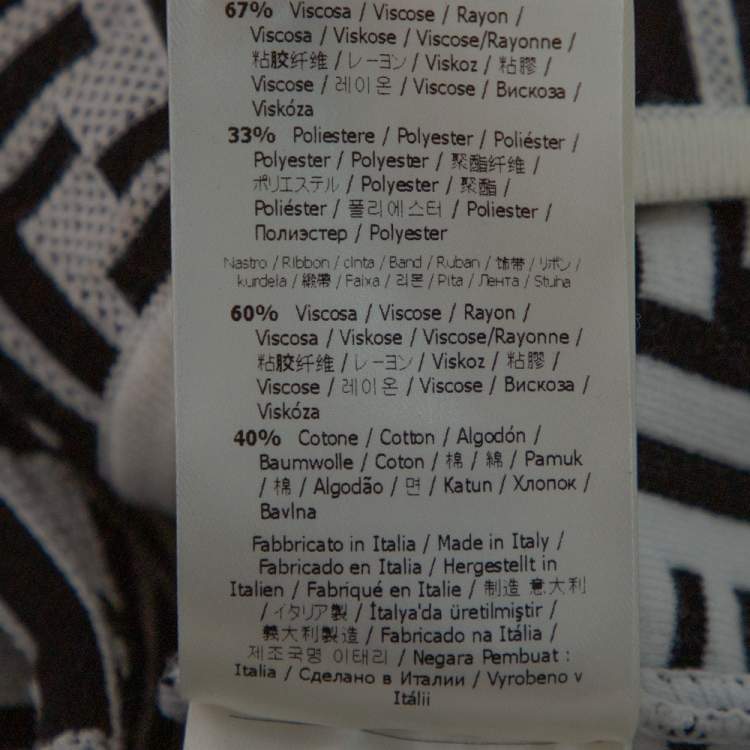 67% Viscosa / Viscose / Rayon /
Viscosa / Viskose / Viscose/Rayonne /
粘胶纤维 / レーヨン / Viskoz / 粘膠 /
Viscose / 레이온 / Viscose / Вискоза /
Viskóza
33% Poliestere / Polyester / Poliéster /
Polyester / Polyester / 聚酯纤维 /
ポリエステル / Polyester / 聚酯 /
Poliéster / 폴리에스터 / Poliester /
Полиэстер / Polyester
Nastro / Ribbon / cinta / Band / Ruban / 饰带 / リボン /
kurdela / 緞帶 / Faixa / 리본 / Pita / Лента / Stuha
60% Viscosa / Viscose / Rayon /
Viscosa / Viskose / Viscose/Rayonne /
粘胶纤维 / レーヨン / Viskoz / 粘膠 /
Viscose / 레이온 / Viscose / Вискоза /
Viskóza
40% Cotone / Cotton / Algodón /
Baumwolle / Coton / 棉 / 綿 / Pamuk
/ 棉 / Algodão / 면 / Katun / Хлопок /
Bavlna
Fabbricato in Italia / Made in Italy /
Fabricado en Italia / Hergestellt in
Italien / Fabriqué en Italie / 制造 意大利
/ イタリア製 / İtalya'da üretilmiştir /
義大利製造 / Fabricado na Itália /
제조국명 이태리 / Negara Pembuat :
Italia / Сделано в Италии / Vyrobeno v
Itálii